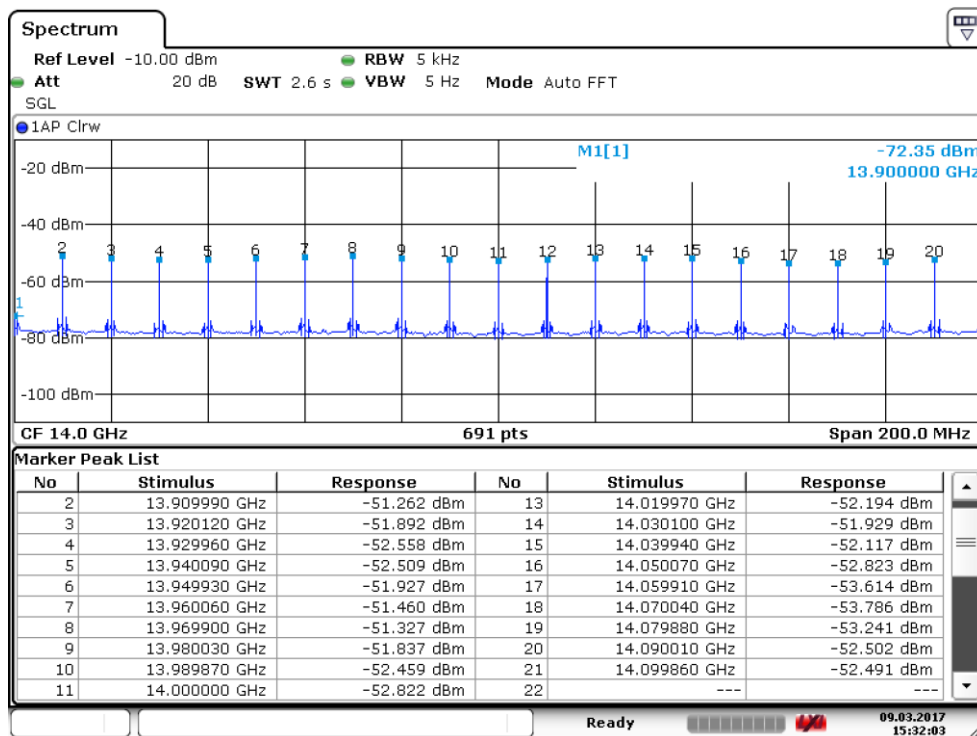 Spectrum
Ref Level -10.00 dBm RBW 5 kHz
Att 20 dB SWT 2.6 s VBW 5 Hz Mode Auto FFT
SGL
1AP Clrw
M1[1] -72.35 dBm
13.900000 GHz
-20 dBm
-40 dBm
2 3 4 5 6 7 8 9 10 11 12 13 14 15 16 17 18 19 20
-60 dBm
1
-80 dBm
-100 dBm
CF 14.0 GHz 691 pts Span 200.0 MHz
Marker Peak List
No Stimulus Response No Stimulus Response
2 13.909990 GHz -51.262 dBm 13 14.019970 GHz -52.194 dBm
3 13.920120 GHz -51.892 dBm 14 14.030100 GHz -51.929 dBm
4 13.929960 GHz -52.558 dBm 15 14.039940 GHz -52.117 dBm
5 13.940090 GHz -52.509 dBm 16 14.050070 GHz -52.823 dBm
6 13.949930 GHz -51.927 dBm 17 14.059910 GHz -53.614 dBm
7 13.960060 GHz -51.460 dBm 18 14.070040 GHz -53.786 dBm
8 13.969900 GHz -51.327 dBm 19 14.079880 GHz -53.241 dBm
9 13.980030 GHz -51.837 dBm 20 14.090010 GHz -52.502 dBm
10 13.989870 GHz -52.459 dBm 21 14.099860 GHz -52.491 dBm
11 14.000000 GHz -52.822 dBm 22 --- ---
Ready 09.03.2017
15:32:03